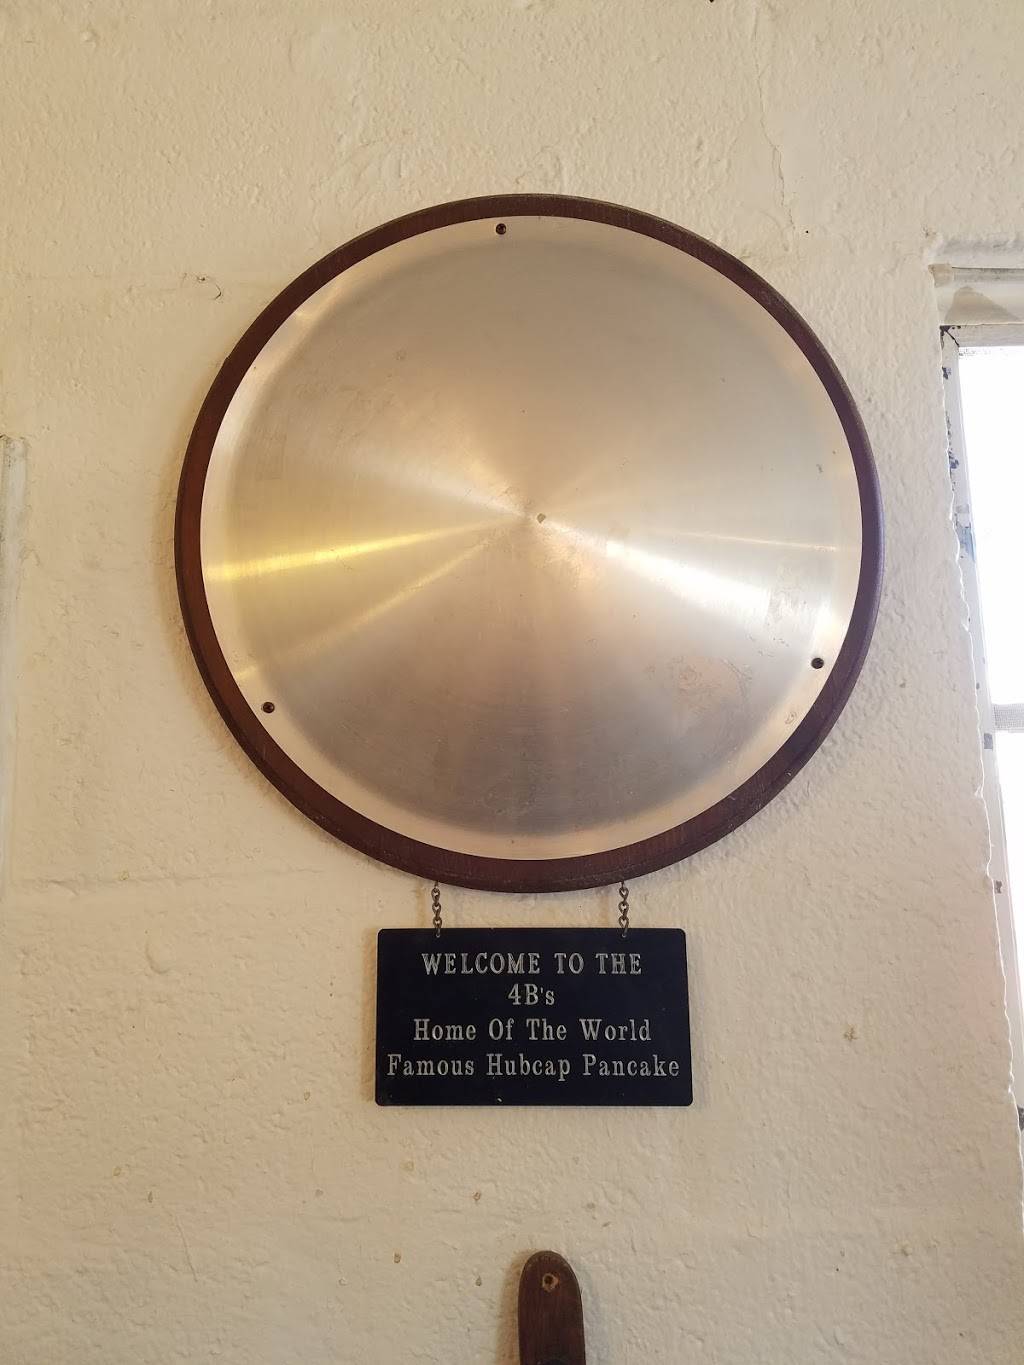 WELCOME TO THE
4B's
Home Of The World
Famous Hubcap Pancake